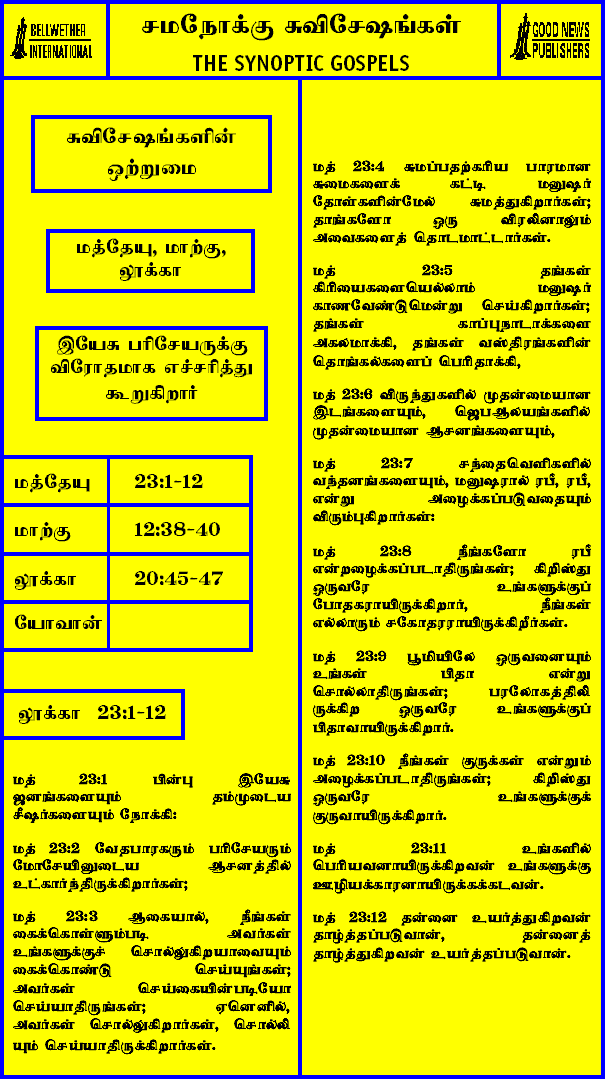 BELLWETHER
INTERNATIONAL
சமநோக்கு சுவிசேஷங்கள்
THE SYNOPTIC GOSPELS
GOOD NEWS
PUBLISHERS
சுவிசேஷங்களின்
ஒற்றுமை
மத்தேயு, மாற்கு,
லூக்கா
இயேசு பரிசேயருக்கு
விரோதமாக எச்சரித்து
கூறுகிறார்
மத்தேயு 23:1-12
மாற்கு 12:38-40
லூக்கா 20:45-47
யோவான்
லூக்கா 23:1-12
மத் 23:1 பின்பு இயேசு
ஜனங்களையும் தம்முடைய
சீஷர்களையும் நோக்கி:
மத் 23:2 வேதபாரகரும் பரிசேயரும்
மோசேயினுடைய ஆசனத்தில்
உட்கார்ந்திருக்கிறார்கள்;
மத் 23:3 ஆகையால், நீங்கள்
கைக்கொள்ளும்படி அவர்கள்
உங்களுக்குச் சொல்லுகிறயாவையும்
கைக்கொண்டு செய்யுங்கள்;
அவர்கள் செய்கையின்படியோ
செய்யாதிருங்கள்; ஏனெனில்,
அவர்கள் சொல்லுகிறார்கள், சொல்லி
யும் செய்யாதிருக்கிறார்கள்.
மத் 23:4 சுமப்பதற்கரிய பாரமான
சுமைகளைக் கட்டி மனுஷர்
தோள்களின்மேல் சுமத்துகிறார்கள்;
தாங்களோ ஒரு விரலினாலும்
அவைகளைத் தொடமாட்டார்கள்.
மத் 23:5 தங்கள்
கிரியைகளையெல்லாம் மனுஷர்
காணவேண்டுமென்று செய்கிறார்கள்;
தங்கள் காப்புநாடாக்களை
அகலமாக்கி, தங்கள் வஸ்திரங்களின்
தொங்கல்களைப் பெரிதாக்கி,
மத் 23:6 விருந்துகளில் முதன்மையான
இடங்களையும், ஜெபஆலயங்களில்
முதன்மையான ஆசனங்களையும்,
மத் 23:7 சந்தைவெளிகளில்
வந்தனங்களையும், மனுஷரால் ரபீ, ரபீ,
என்று அழைக்கப்படுவதையும்
விரும்புகிறார்கள்:
மத் 23:8 நீங்களோ ரபீ
என்றழைக்கப்படாதிருங்கள்; கிறிஸ்து
ஒருவரே உங்களுக்குப்
போதகராயிருக்கிறார், நீங்கள்
எல்லாரும் சகோதரராயிருக்கிறீர்கள்.
மத் 23:9 பூமியிலே ஒருவனையும்
உங்கள் பிதா என்று
சொல்லாதிருங்கள்; பரலோகத்திலி
ருக்கிற ஒருவரே உங்களுக்குப்
பிதாவாயிருக்கிறார்.
மத் 23:10 நீங்கள் குருக்கள் என்றும்
அழைக்கப்படாதிருங்கள்; கிறிஸ்து
ஒருவரே உங்களுக்குக்
குருவாயிருக்கிறார்.
மத் 23:11 உங்களில்
பெரியவனாயிருக்கிறவன் உங்களுக்கு
ஊழியக்காரனாயிருக்கக்கடவன்.
மத் 23:12 தன்னை உயர்த்துகிறவன்
தாழ்த்தப்படுவான், தன்னைத்
தாழ்த்துகிறவன் உயர்த்தப்படுவான்.